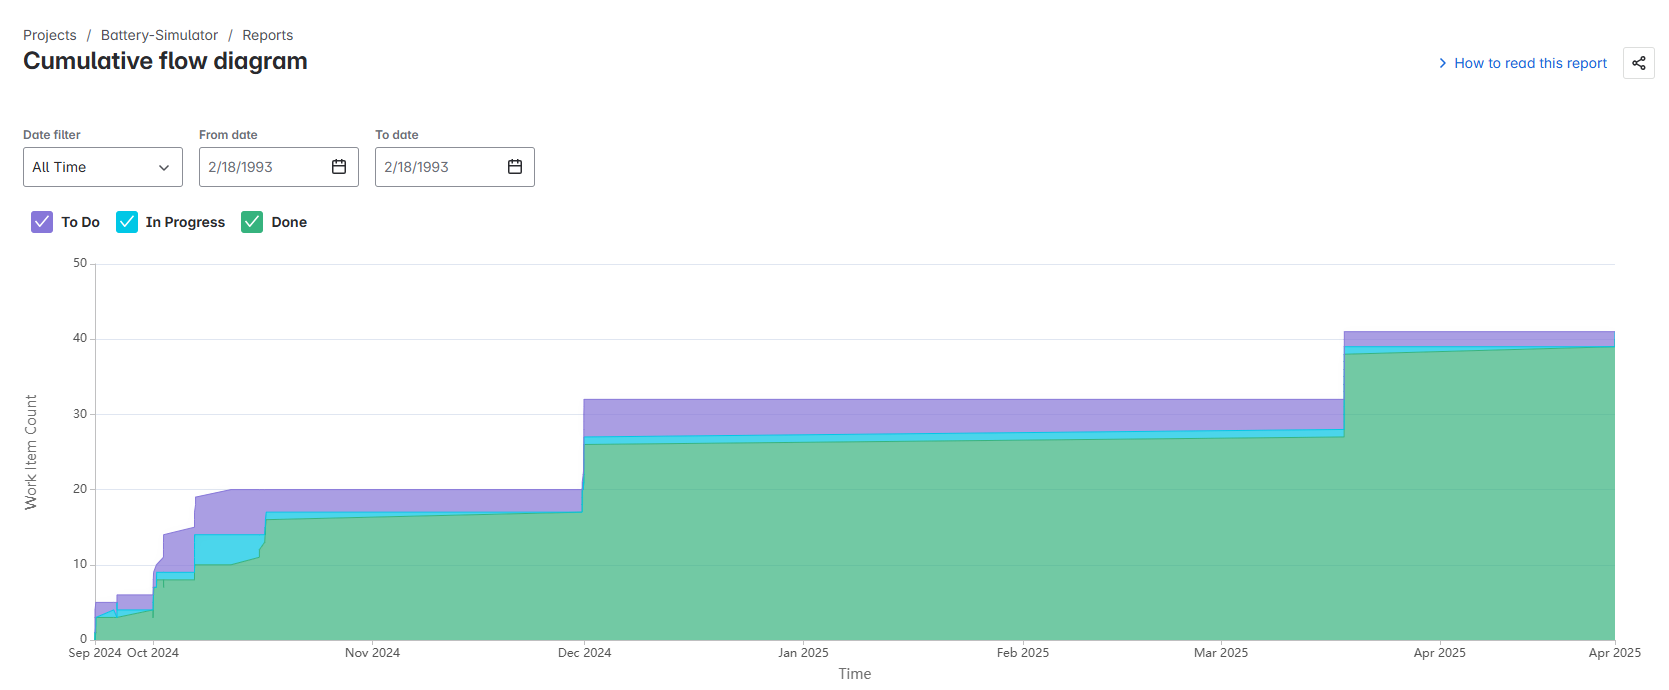 Projects / Battery-Simulator / Reports
Cumulative flow diagram
How to read this report
Date filter From date To date
All Time 2/18/1993 2/18/1993
To Do In Progress Done
50
40
30
20
10
0
Work Item Count
Sep 2024 Oct 2024 Nov 2024 Dec 2024 Jan 2025 Feb 2025 Mar 2025 Apr 2025 Apr 2025
Time